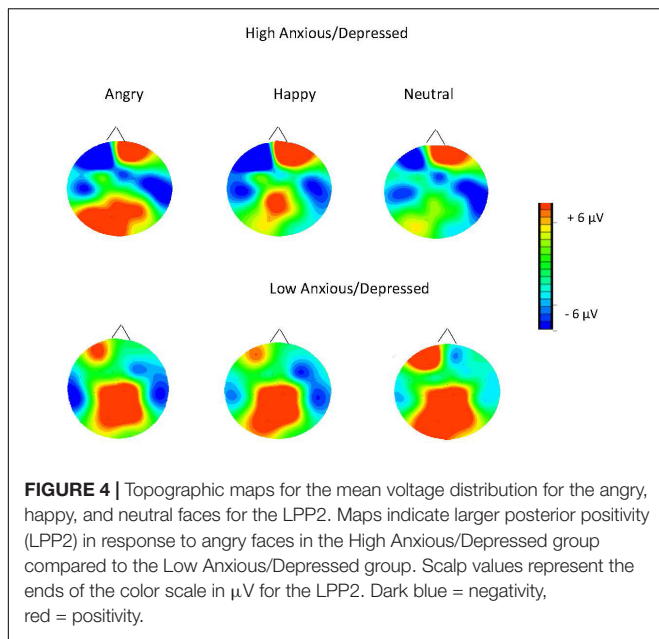 High Anxious/Depressed
Angry Happy Neutral
+ 6 µV
Low Anxious/Depressed
- 6 µV
FIGURE 4 | Topographic maps for the mean voltage distribution for the angry,
happy, and neutral faces for the LPP2. Maps indicate larger posterior positivity
(LPP2) in response to angry faces in the High Anxious/Depressed group
compared to the Low Anxious/Depressed group. Scalp values represent the
ends of the color scale in µV for the LPP2. Dark blue = negativity,
red = positivity.